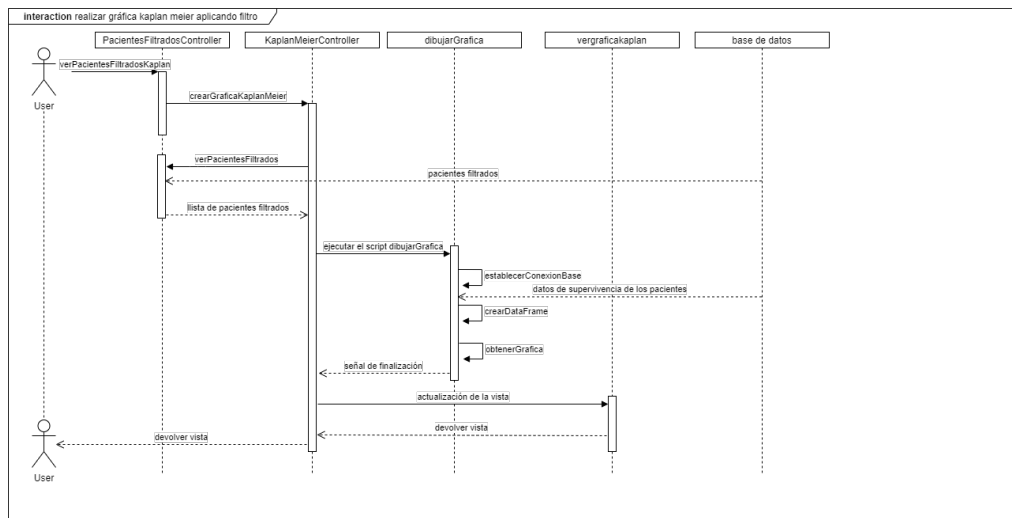 interaction realizar gráfica kaplan meier aplicando filtro
PacientesFiltradosController
KaplanMeierController
dibujarGrafica
vergraficakaplan
base de datos
verPacientesFiltradosKaplan
User
crearGraficaKaplanMeier
verPacientesFiltrados
pacientes filtrados
llista de pacientes filtrados
ejecutar el script dibujarGrafica
establecerConexionBase
datos de supervivencia de los pacientes
crearDataFrame
obtenerGrafica
señal de finalización
actualización de la vista
devolver vista
devolver vista
User